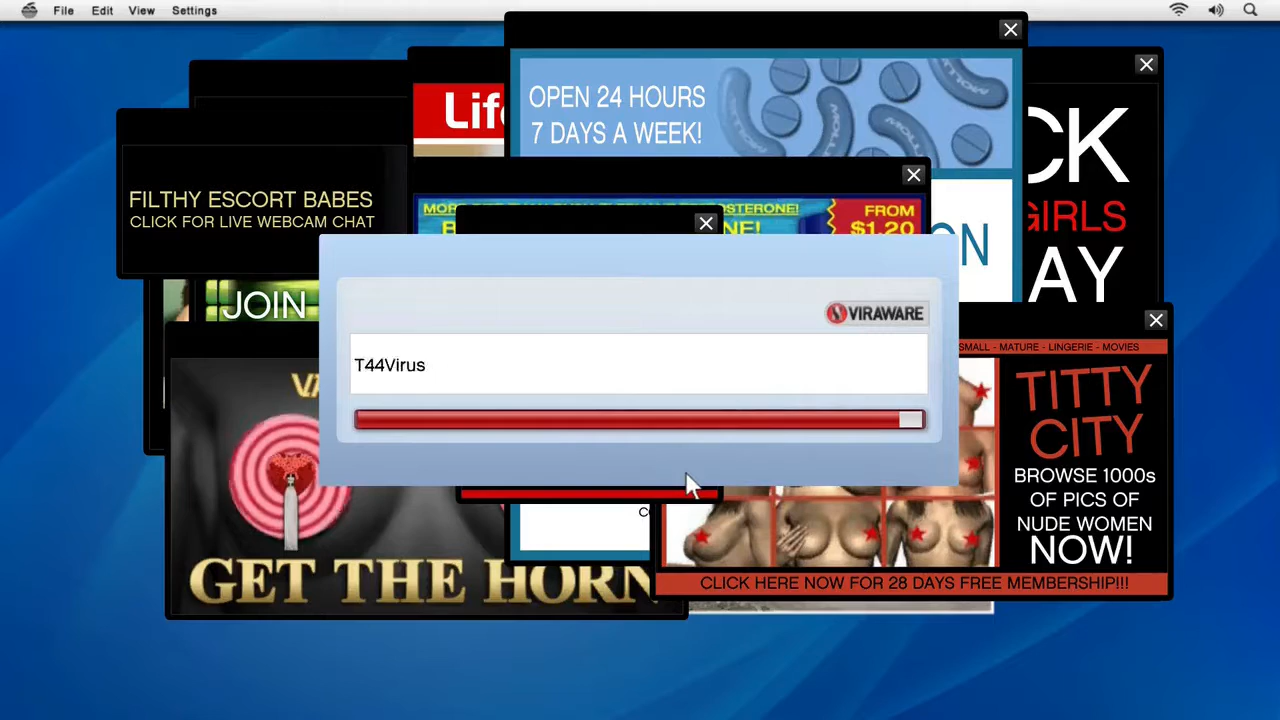 File Edit View Settings
OPEN 24 HOURS
7 DAYS A WEEK!
FILTHY ESCORT BABES
CLICK FOR LIVE WEBCAM CHAT
FROM
$1.20
GIRLS
JOIN
VIRAWARE
T44Virus
SMALL - MATURE - LINGERIE - MOVIES
TITTY
CITY
BROWSE 1000s
OF PICS OF
NUDE WOMEN
NOW!
CLICK HERE NOW FOR 28 DAYS FREE MEMBERSHIP!!!
GET THE HORN